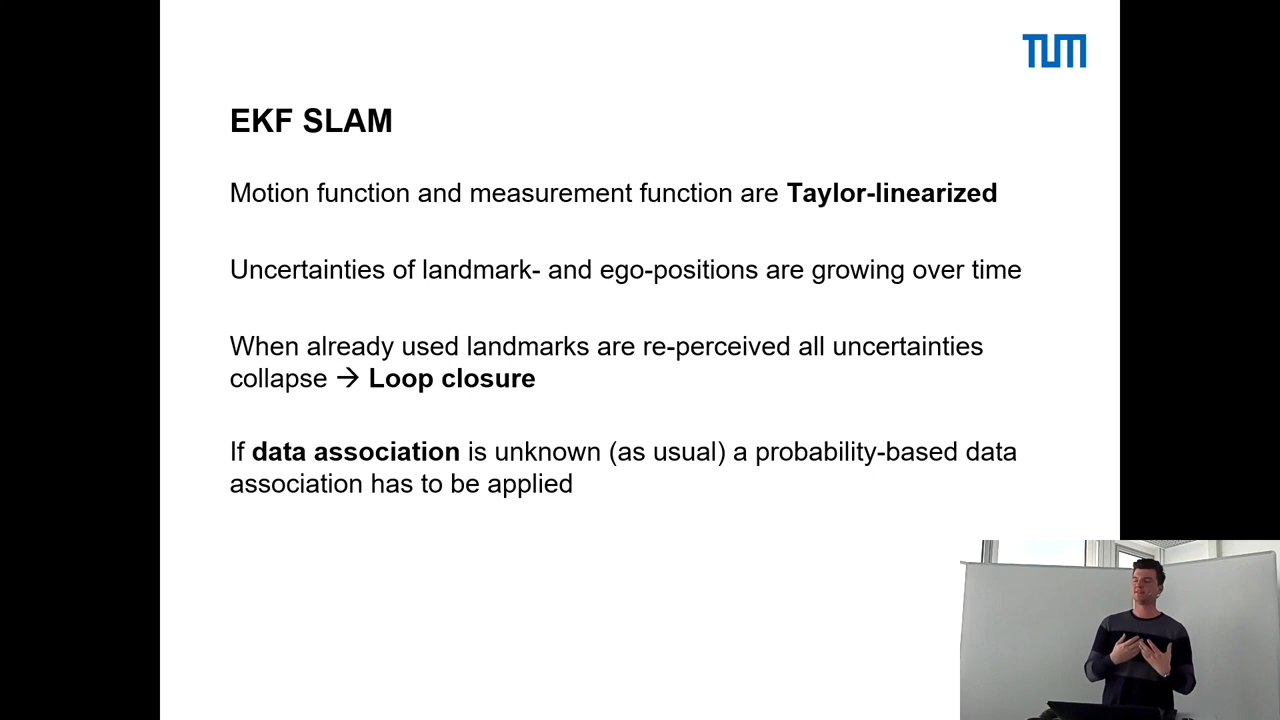 TUM
EKF SLAM
Motion function and measurement function are Taylor-linearized
Uncertainties of landmark- and ego-positions are growing over time
When already used landmarks are re-perceived all uncertainties
collapse → Loop closure
If data association is unknown (as usual) a probability-based data
association has to be applied